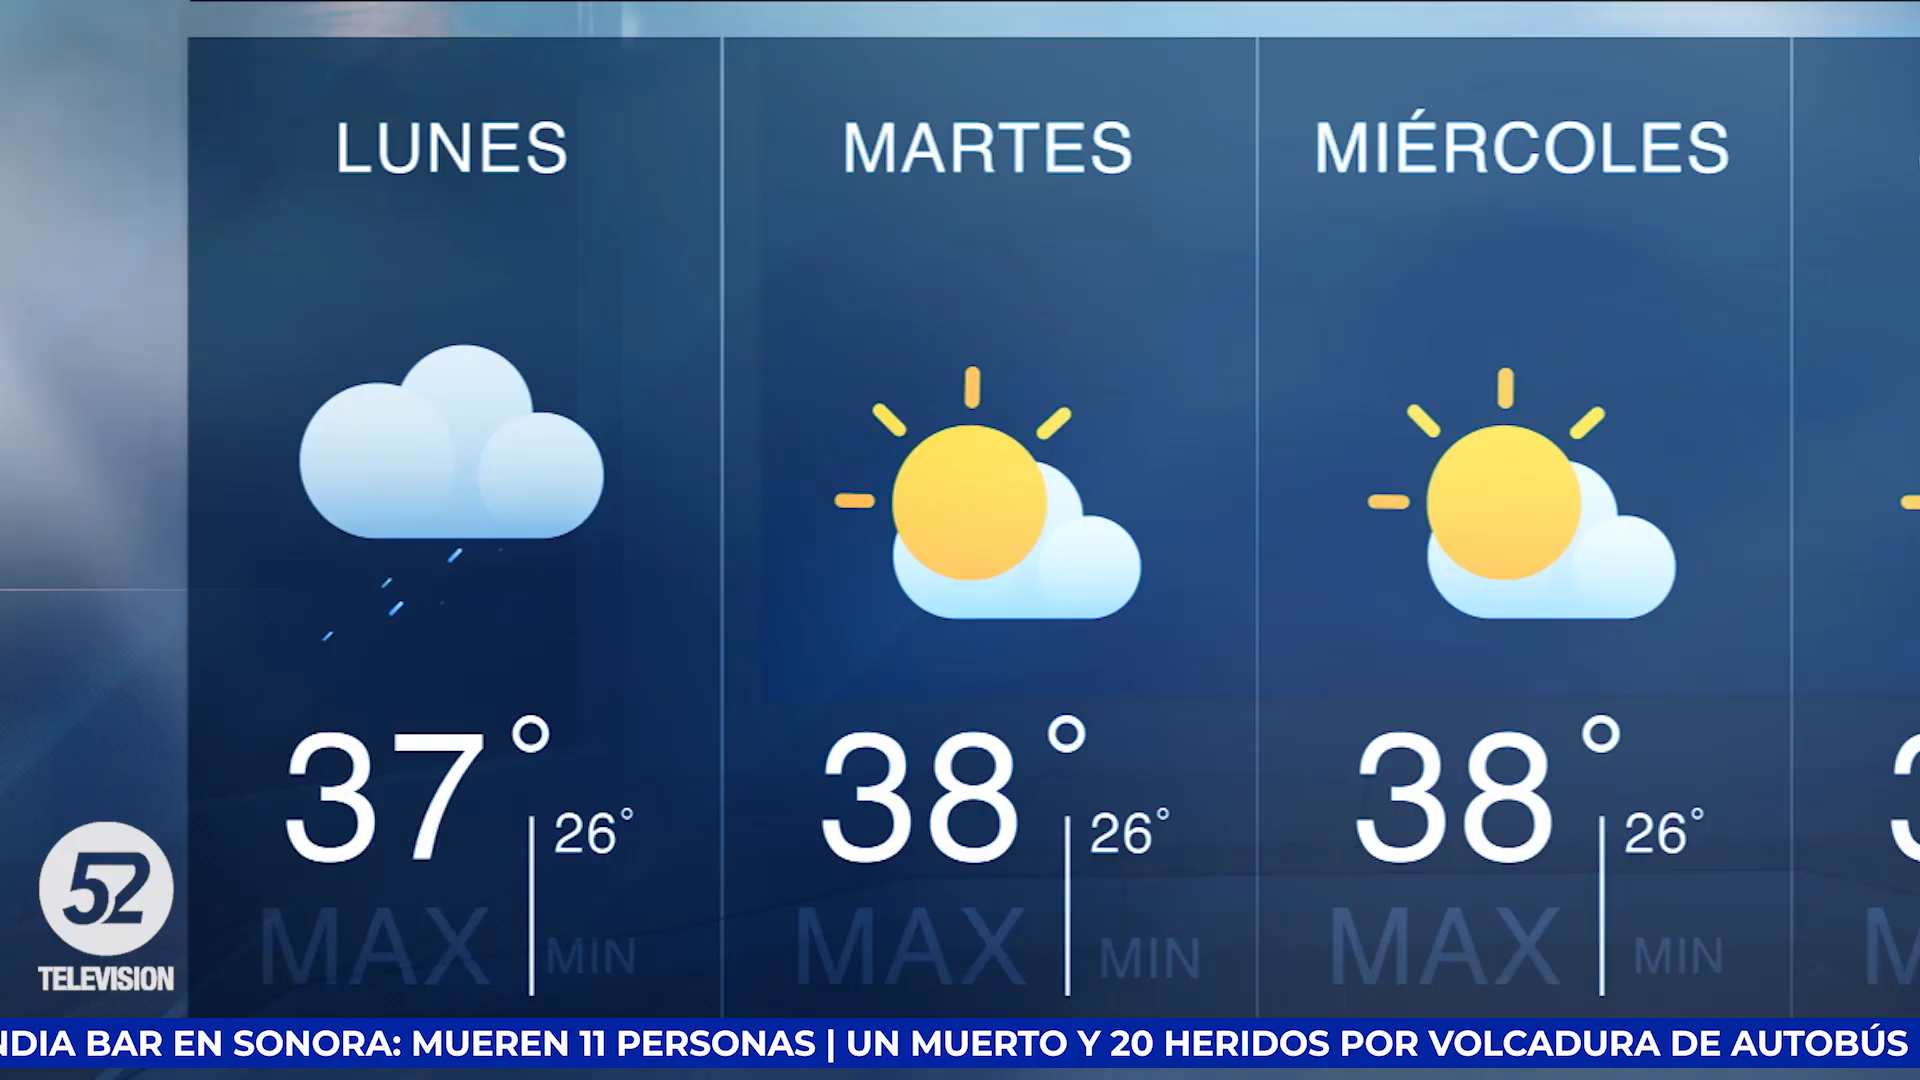 LUNES
MARTES
MIÉRCOLES
37° 26°
38° 26°
38° 26°
MAX MIN
MAX MIN
MAX MIN
52
TELEVISION
BAR EN SONORA: MUEREN 11 PERSONAS | UN MUERTO Y 20 HERIDOS POR VOLCADURA DE AUTOBÚS